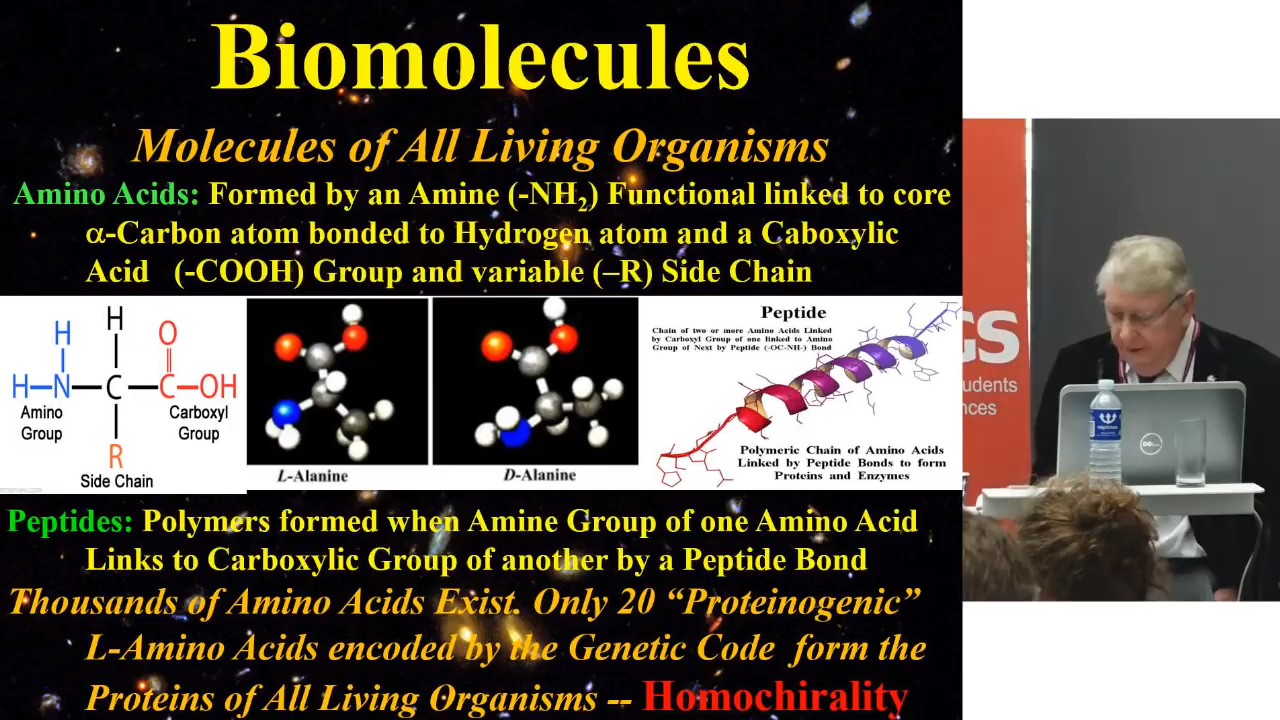 Biomolecules
Molecules of All Living Organisms
Amino Acids: Formed by an Amine (-NH₂) Functional linked to core
α-Carbon atom bonded to Hydrogen atom and a Caboxylic
Acid (-COOH) Group and variable (–R) Side Chain
H
H
O
H–N–C–C–OH
Amino
Group
Carboxyl
Group
R
Side Chain
L-Alanine
D-Alanine
Peptide
Chain of two or more Amino Acids Linked
by Carboxyl Group of one linked to Amino
Group of Next by Peptide (-OC-NH-) Bond
Polymeric Chain of Amino Acids
Linked by Peptide Bonds to form
Proteins and Enzymes
Peptides: Polymers formed when Amine Group of one Amino Acid
Links to Carboxylic Group of another by a Peptide Bond
Thousands of Amino Acids Exist. Only 20 “Proteinogenic”
L-Amino Acids encoded by the Genetic Code form the
Proteins of All Living Organisms -- Homochirality
GS
udents
nces
DELL